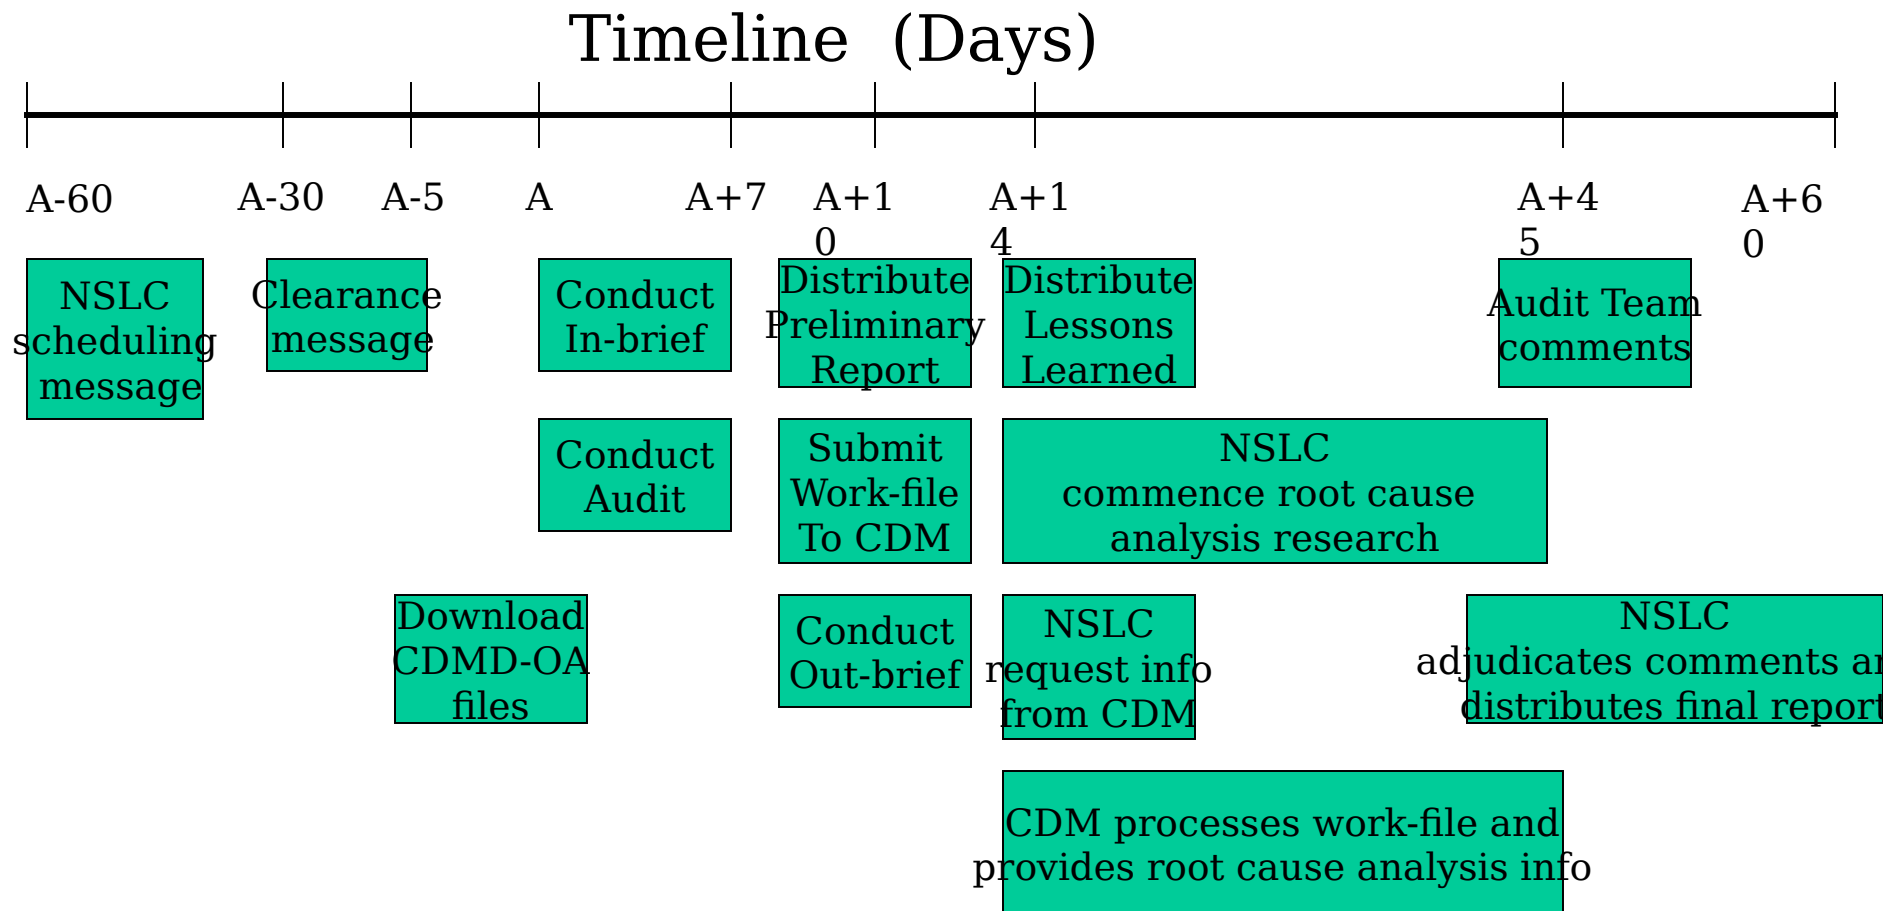 Timeline (Days)
A-60
A-30
A-5
A
A+7
A+1
0
A+1
4
A+4
5
A+6
0
NSLC
scheduling
message
Clearance
message
Conduct
In-brief
Distribute
Preliminary
Report
Distribute
Lessons
Learned
Audit Team
comments
Conduct
Audit
Submit
Work-file
To CDM
NSLC
commence root cause
analysis research
Download
CDMD-OA
files
Conduct
Out-brief
NSLC
request info
from CDM
NSLC
adjudicates comments
distributes final report
CDM processes work-file and
provides root cause analysis info